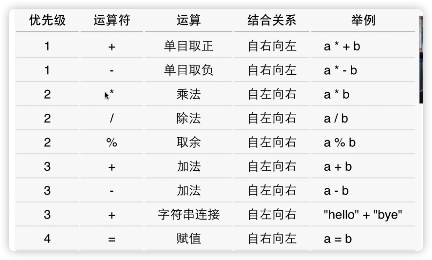 优先级 运算符 运算 结合关系 举例
1 + 单目取正 自右向左 a * + b
1 - 单目取负 自右向左 a * - b
2 * 乘法 自左向右 a * b
2 / 除法 自左向右 a / b
2 % 取余 自左向右 a % b
3 + 加法 自左向右 a + b
3 - 加法 自左向右 a - b
3 + 字符串连接 自左向右 "hello" + "bye"
4 = 赋值 自右向左 a = b